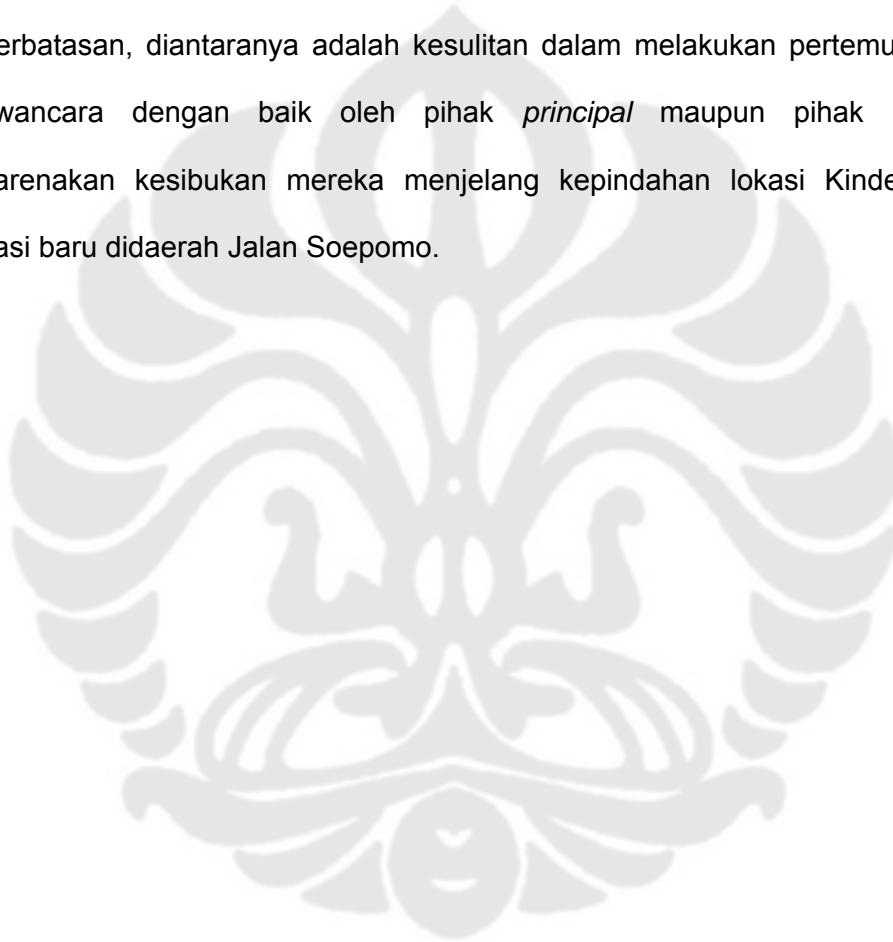 erbatasan, diantaranya adalah kesulitan dalam melakukan pertemu
wancara dengan baik oleh pihak principal maupun pihak
arenakan kesibukan mereka menjelang kepindahan lokasi Kinde
asi baru didaerah Jalan Soepomo.